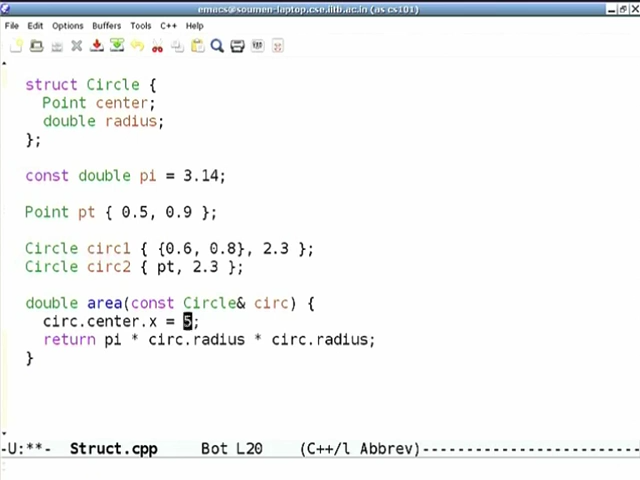 emacs@soumen-laptop.cse.iitb.ac.in (as cs101)
File Edit Options Buffers Tools C++ Help
struct Circle {
Point center;
double radius;
};
const double pi = 3.14;
Point pt { 0.5, 0.9 };
Circle circ1 { {0.6, 0.8}, 2.3 };
Circle circ2 { pt, 2.3 };
double area(const Circle& circ) {
circ.center.x = 5;
return pi * circ.radius * circ.radius;
}
-U:**- Struct.cpp Bot L20 (C++/l Abbrev)------------------------